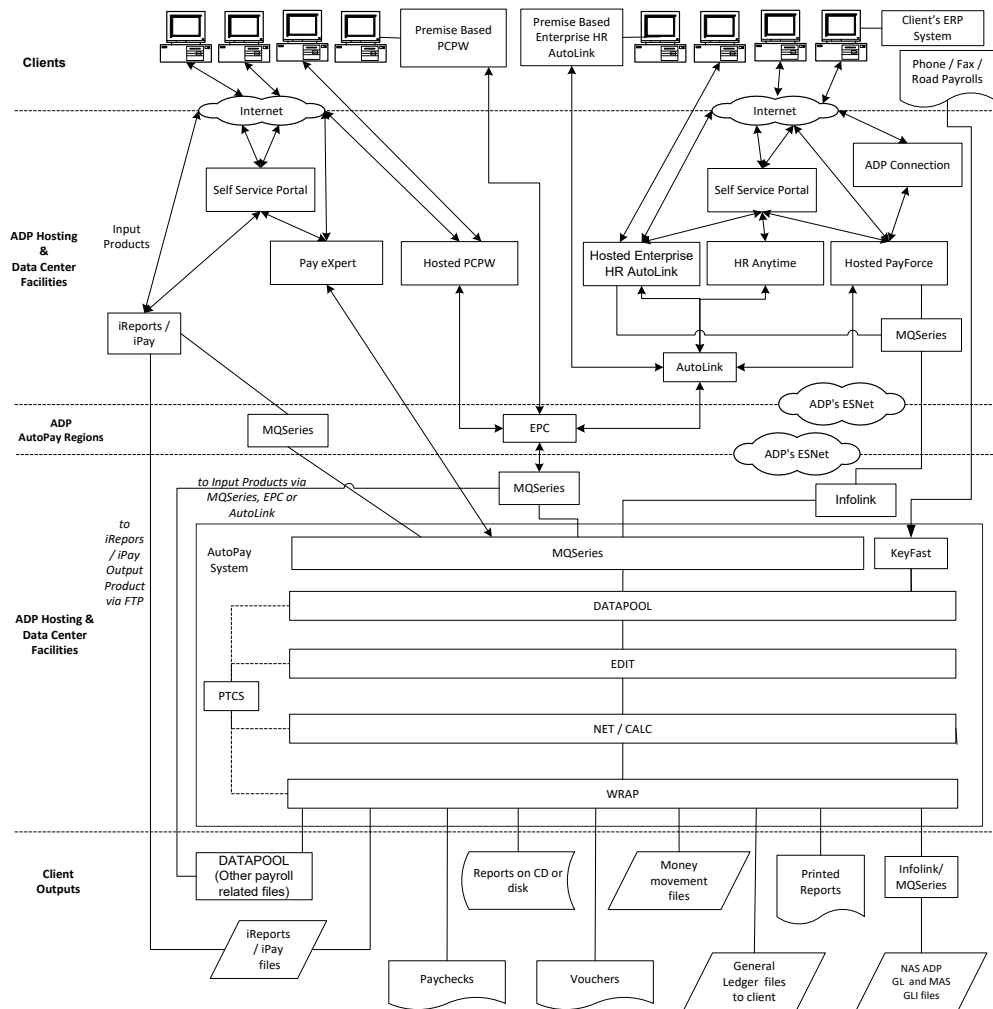 Premise Based
PCPW
Premise Based
Enterprise HR
AutoLink
Client's ERP
System
Clients
Phone / Fax /
Road Payrolls
Internet
Internet
Self Service Portal
Self Service Portal
ADP Connection
ADP Hosting
&
Data Center
Facilities
Input
Products
Pay eXpert
Hosted PCPW
Hosted Enterprise
HR AutoLink
HR Anytime
Hosted PayForce
iReports /
iPay
MQSeries
AutoLink
ADP's ESNet
ADP
AutoPay Regions
MQSeries
EPC
ADP's ESNet
to Input Products via
MQSeries, EPC or
AutoLink
MQSeries
Infolink
to
iRepors
/ iPay
Output
Product
via FTP
AutoPay
System
MQSeries
KeyFast
DATAPOOL
ADP Hosting &
Data Center
Facilities
EDIT
PTCS
NET / CALC
WRAP
Client
Outputs
DATAPOOL
(Other payroll
related files)
Reports on CD or
disk
Money
movement
files
Printed
Reports
Infolink/
MQSeries
iReports /
iPay
files
Paychecks
Vouchers
General
Ledger files
to client
NAS ADP
GL and MAS
GLI files